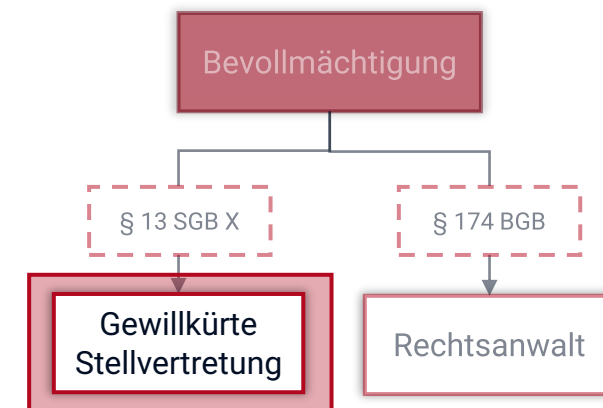 Bevollmächtigung
§ 13 SGB X
§ 174 BGB
Gewillkürte
Stellvertretung
Rechtsanwalt